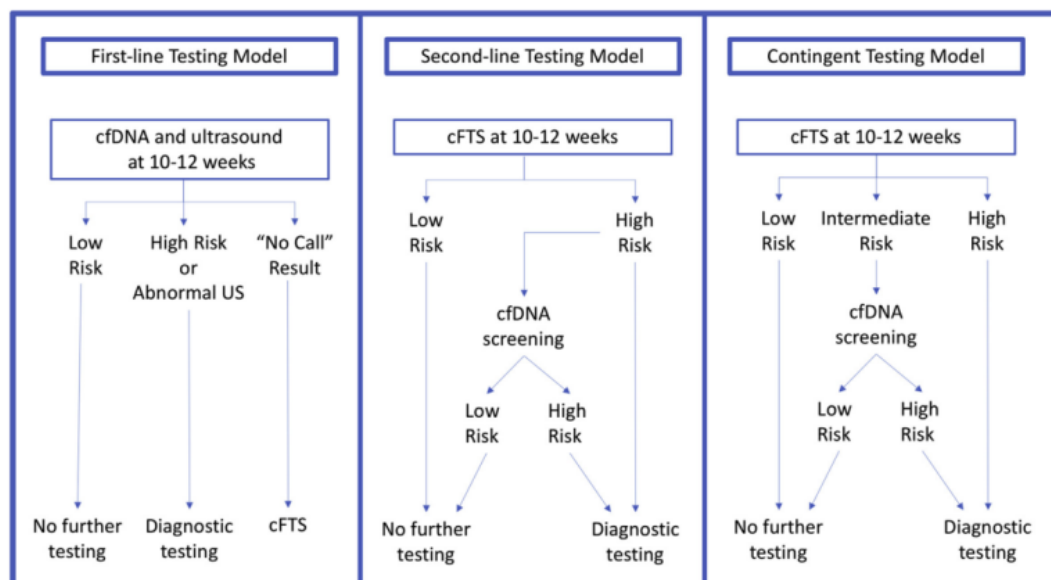 First-line Testing Model
cfDNA and ultrasound
at 10-12 weeks
Low
Risk
High Risk
or
Abnormal US
“No Call”
Result
No further
testing
Diagnostic
testing
cFTS
Second-line Testing Model
cFTS at 10-12 weeks
Low
Risk
High
Risk
cfDNA
screening
Low
Risk
High
Risk
No further
testing
Diagnostic
testing
Contingent Testing Model
cFTS at 10-12 weeks
Low
Risk
Intermediate
Risk
High
Risk
cfDNA
screening
Low
Risk
High
Risk
No further
testing
Diagnostic
testing